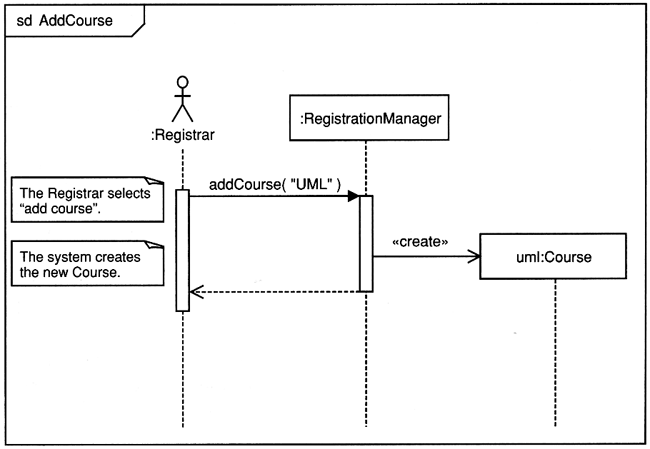 sd AddCourse
:Registrar
:RegistrationManager
The Registrar selects
“add course”.
addCourse( "UML" )
The system creates
the new Course.
«create»
uml:Course